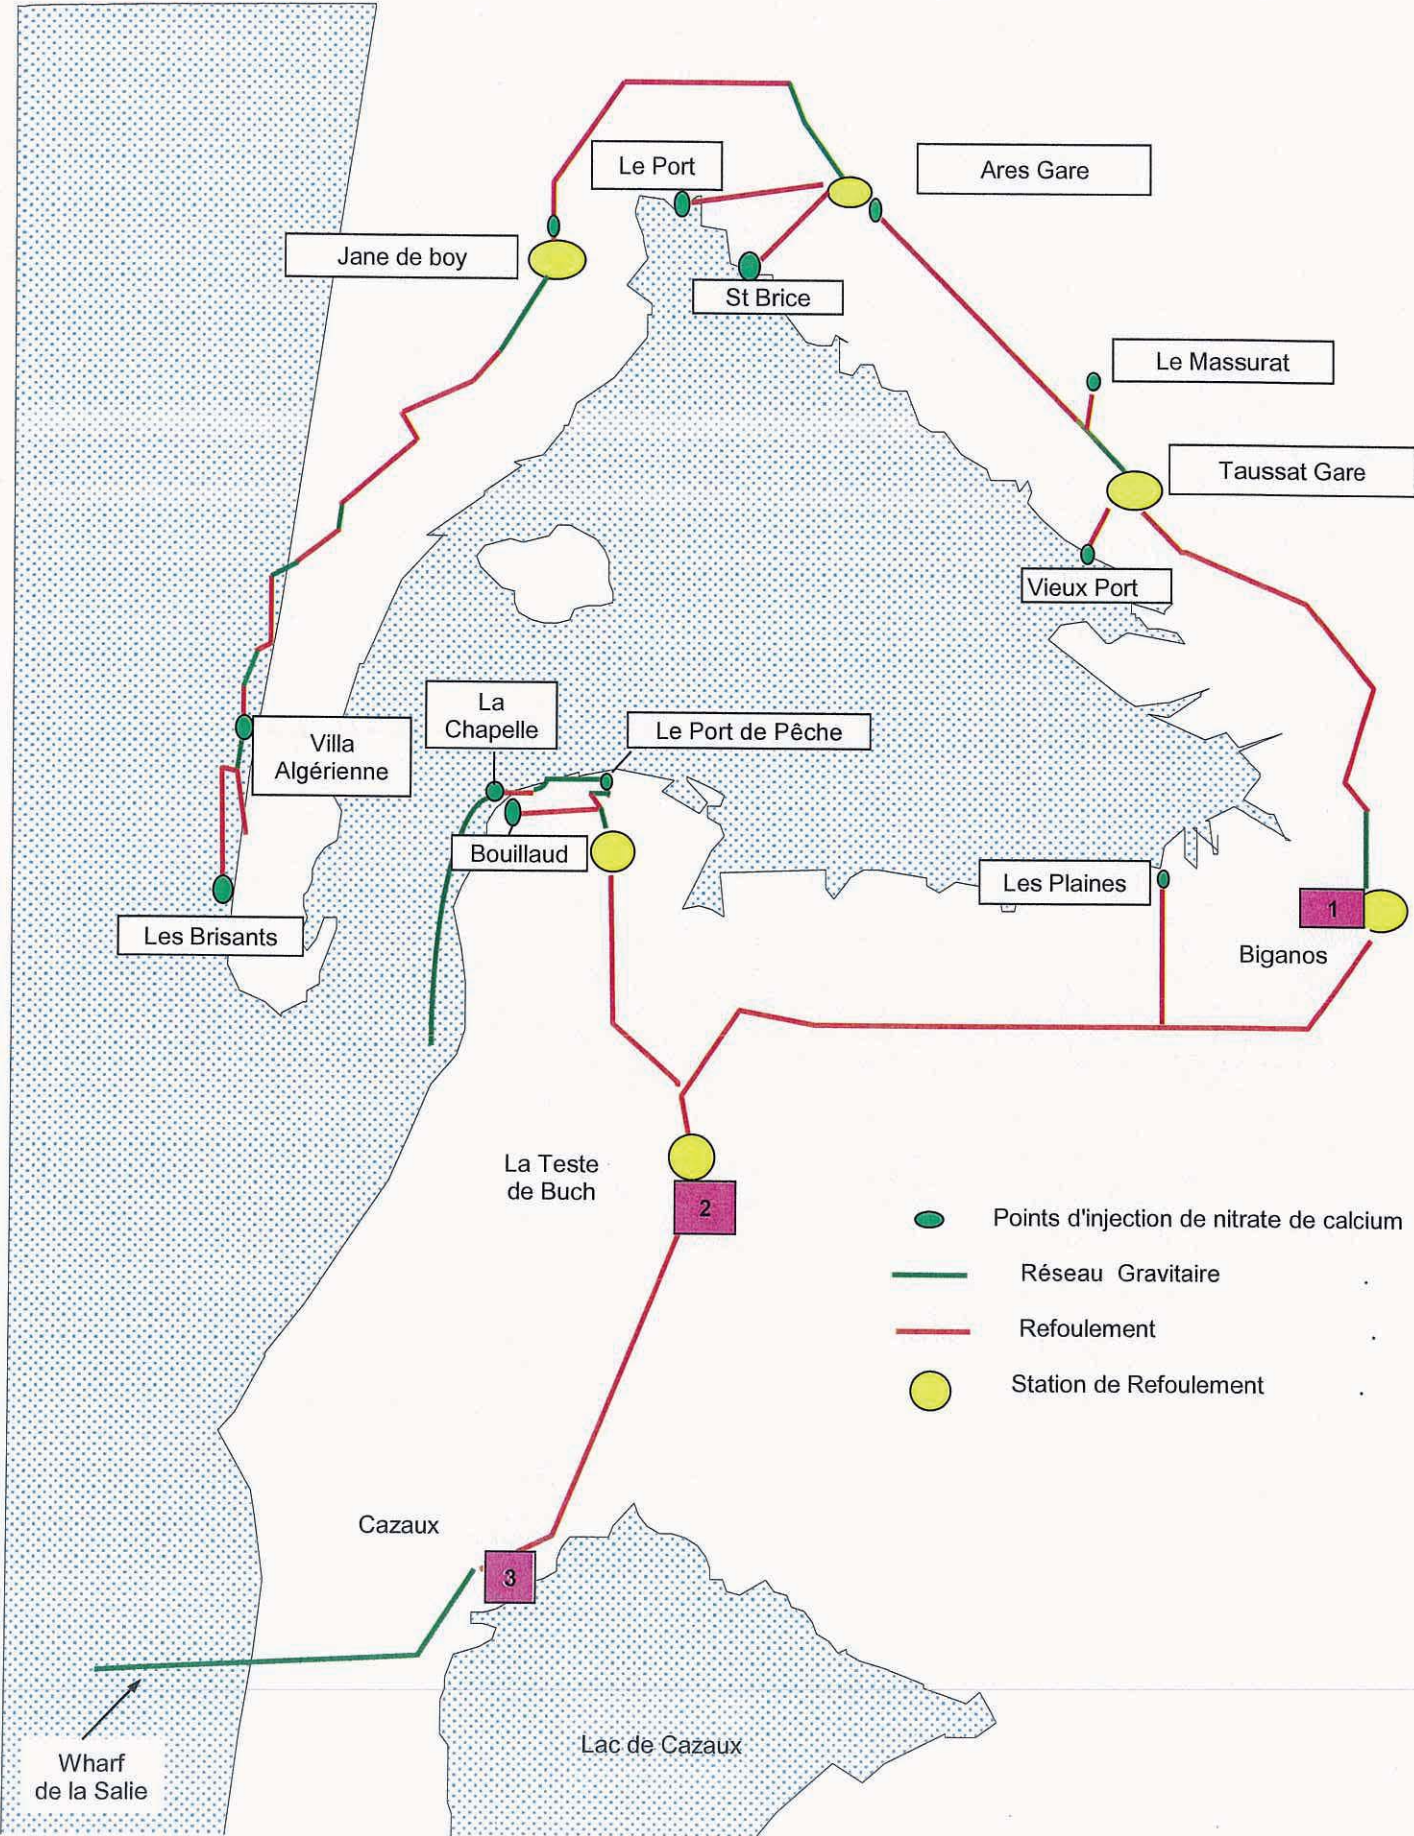 Le Port
Ares Gare
Jane de boy
St Brice
Le Massurat
Taussat Gare
Vieux Port
La
Chapelle
Le Port de Pêche
Villa
Algérienne
Bouillaud
Les Plaines
1
Les Brisants
Biganos
La Teste
de Buch
2
Points d'injection de nitrate de calcium
Réseau Gravitaire
Refoulement
Station de Refoulement
Cazaux
3
Lac de Cazaux
Wharf
de la Salie